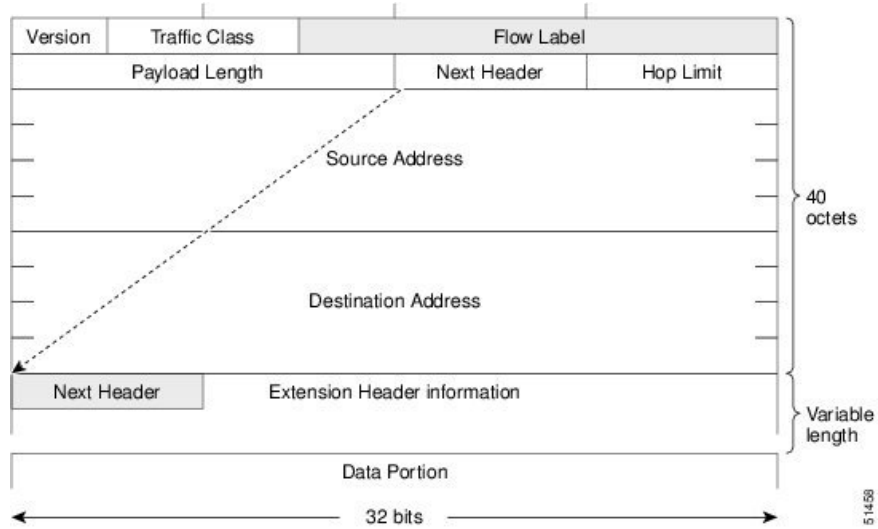 Version Traffic Class Flow Label
Payload Length Next Header Hop Limit
Source Address
40
octets
Destination Address
Next Header Extension Header information
Variable
length
Data Portion
32 bits
51458